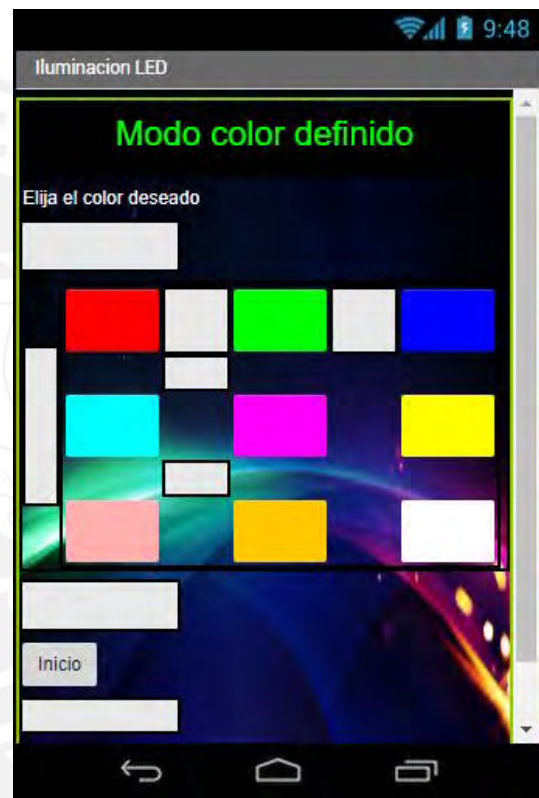 9:48
Iluminacion LED
Modo color definido
Elija el color deseado
Inicio